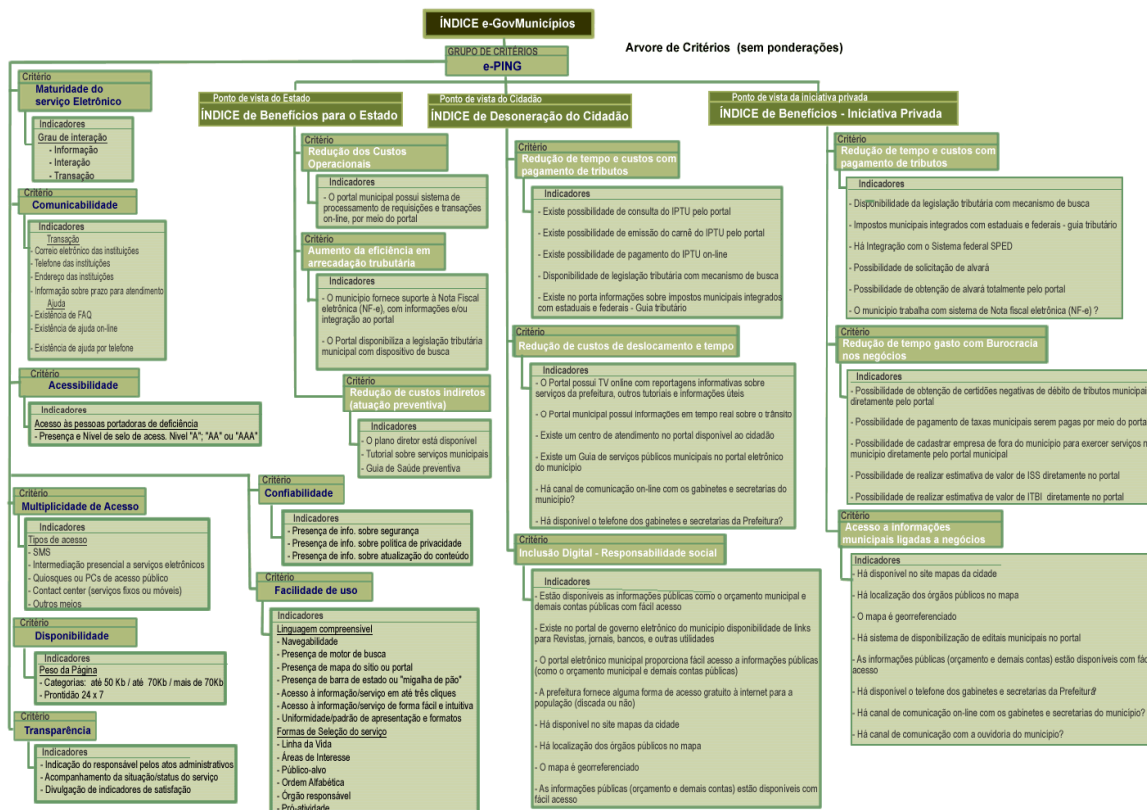 ÍNDICE e-GovMunicípios
Arvore de Critérios (sem ponderações)
GRUPO DE CRITÉRIOS
e-PING
Critério
Maturidade do
serviço Eletrônico
Indicadores
Grau de interação
- Informação
- Interação
- Transação
Critério
Comunicabilidade
Indicadores
Transação
- Correio eletrônico das instituições
- Telefone das instituições
- Endereço das instituições
- Informação sobre prazo para atendimento
Ajuda
- Existência de FAQ
- Existência de ajuda on-line
- Existência de ajuda por telefone
Critério
Acessibilidade
Indicadores
Acesso às pessoas portadoras de deficiência
- Presença e Nível de selo de acess. Nivel "A"; "AA" ou "AAA"
Critério
Multiplicidade de Acesso
Indicadores
Tipos de acesso
- SMS
- Intermediação presencial a serviços eletrônicos
- Quiosques ou PCs de acesso público
- Contact center (serviços fixos ou móveis)
- Outros meios
Critério
Disponibilidade
Indicadores
Peso da Página
- Categorias: até 50 Kb / até 70Kb / mais de 70Kb
- Prontidão 24 x 7
Critério
Transparência
Indicadores
- Indicação do responsável pelos atos administrativos
- Acompanhamento da situação/status do serviço
- Divulgação de indicadores de satisfação
Critério
Confiabilidade
Indicadores
- Presença de info. sobre segurança
- Presença de info. sobre política de privacidade
- Presença de info. sobre atualização do conteúdo
Critério
Facilidade de uso
Indicadores
Linguagem compreensivel
- Navegabilidade
- Presença de motor de busca
- Presença de mapa do sítio ou portal
- Presença de barra de estado ou "migalha de pão"
- Acesso à informação/serviço em até três cliques
- Acesso à informação/serviço de forma fácil e intuitiva
- Uniformidade/padrão de apresentação e formatos
Formas de Seleção do serviço
- Linha da Vida
- Áreas de Interesse
- Público-alvo
- Ordem Alfabética
- Órgão responsável
- Pró-atividade
Ponto de vista do Estado
ÍNDICE de Benefícios para o Estado
Critério
Redução dos Custos
Operacionais
Indicadores
- O portal municipal possui sistema de
processamento de requisições e transações
on-line, por meio do portal
Critério
Aumento da eficiência em
arrecadação trubutária
Indicadores
- O município fornece suporte à Nota Fiscal
eletrônica (NF-e), com informações e/ou
integração ao portal
- O Portal disponibiliza a legislação tributária
municipal com dispositivo de busca
Critério
Redução de custos Indiretos
(atuação preventiva)
Indicadores
- O plano diretor está disponível
- Tutorial sobre serviços municipais
- Guia de Saúde preventiva
Ponto de vista do Cidadão
ÍNDICE de Desoneração do Cidadão
Critério
Redução de tempo e custos com
pagamento de tributos
Indicadores
- Existe possibilidade de consulta do IPTU pelo portal
- Existe possibilidade de emissão do carnê do IPTU pelo portal
- Existe possibilidade de pagamento do IPTU on-line
- Disponibilidade de legislação tributária com mecanismo de busca
- Existe no porta informações sobre impostos municipais integrados
com estaduais e federais - Guia tributário
Critério
Redução de custos de deslocamento e tempo
Indicadores
- O Portal possui TV online com reportagens informativas sobre
serviços da prefeitura, outros tutoriais e informações úteis
- O Portal municipal possui informações em tempo real sobre o trânsito
- Existe um centro de atendimento no portal disponível ao cidadão
- Existe um Guia de serviços públicos municipais no portal eletrônico
do município
- Há canal de comunicação on-line com os gabinetes e secretarias do
município?
- Há disponível o telefone dos gabinetes e secretarias da Prefeitura?
Critério
Inclusão Digital - Responsabilidade social
Indicadores
- Estão disponíveis as informações públicas como o orçamento municipal e
demais contas públicas com fácil acesso
- Existe no portal de governo eletrônico do município disponibilidade de links
para Revistas, jornais, bancos, e outras utilidades
- O portal eletrônico municipal proporciona fácil acesso a informações públicas
(como o orçamento municipal e demais contas públicas)
- A prefeitura fornece alguma forma de acesso gratuito à internet para a
população (discada ou não)
- Há disponível no site mapas da cidade
- Há localização dos órgãos públicos no mapa
- O mapa é georreferenciado
- As informações públicas (orçamento e demais contas) estão disponíveis com
fácil acesso
Ponto de vista da iniciativa privada
ÍNDICE de Benefícios - Iniciativa Privada
Critério
Redução de tempo e custos com
pagamento de tributos
Indicadores
- Disponibilidade da legislação tributária com mecanismo de busca
- Impostos municipais integrados com estaduais e federais - guia tributário
- Há Integração com o Sistema federal SPED
- Possibilidade de solicitação de alvará
- Possibilidade de obtenção de alvará totalmente pelo portal
- O município trabalha com sistema de Nota fiscal eletrônica (NF-e) ?
Critério
Redução de tempo gasto com Burocracia
nos negócios
Indicadores
- Possibilidade de obtenção de certidões negativas de débito de tributos municipai
diretamente pelo portal
- Possibilidade de pagamento de taxas municipais serem pagas por meio do porta
- Possibilidade de cadastrar empresa de fora do município para exercer serviços n
município diretamente pelo portal municipal
- Possibilidade de realizar estimativa de valor de ISS diretamente no portal
- Possibilidade de realizar estimativa de valor de ITBI diretamente no portal
Critério
Acesso a informações
municipais ligadas a negócios
Indicadores
- Há disponível no site mapas da cidade
- Há localização dos órgãos públicos no mapa
- O mapa é georreferenciado
- Há sistema de disponibilização de editais municipais no portal
- As informações públicas (orçamento e demais contas) estão disponíveis com fác
acesso
- Há disponível o telefone dos gabinetes e secretarias da Prefeitura?
- Há canal de comunicação on-line com os gabinetes e secretarias do município?
- Há canal de comunicação com a ouvidoria do município?